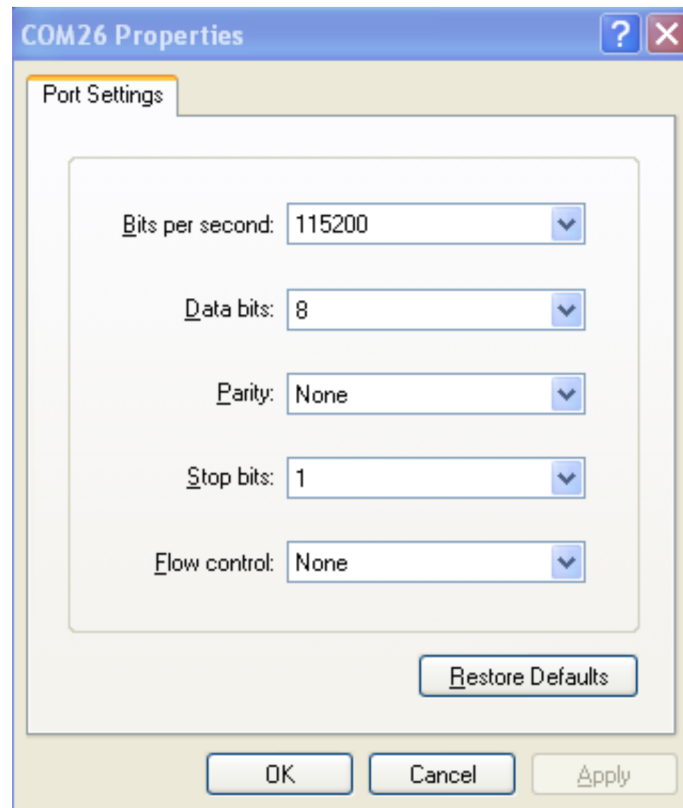 COM26 Properties
Port Settings
Bits per second: 115200
Data bits: 8
Parity: None
Stop bits: 1
Flow control: None
Restore Defaults
OK Cancel Apply